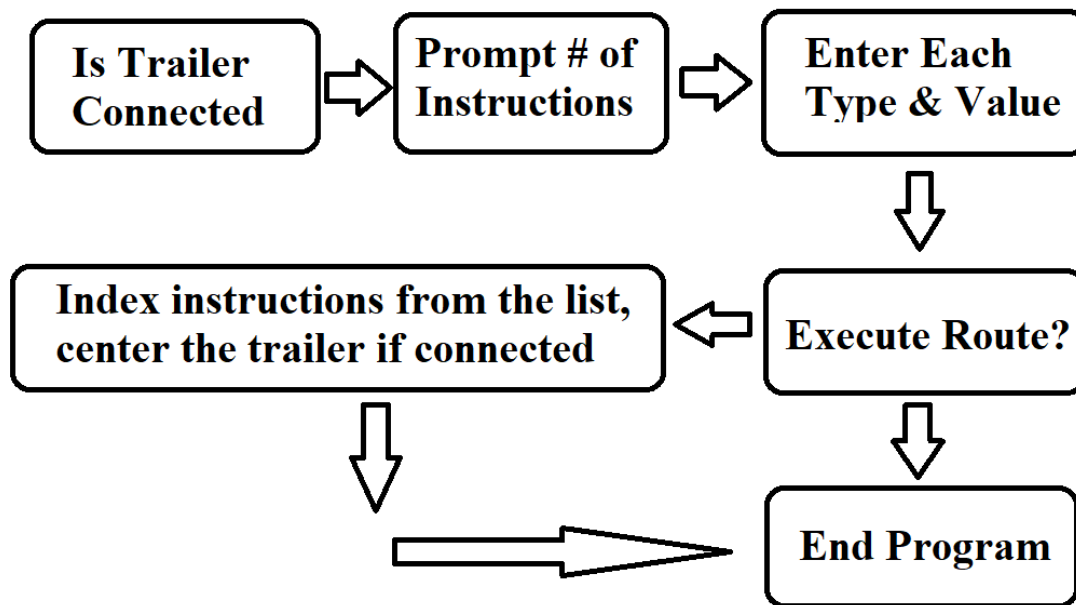 Is Trailer
Connected
Prompt # of
Instructions
Enter Each
Type & Value
Index instructions from the list,
center the trailer if connected
Execute Route?
End Program